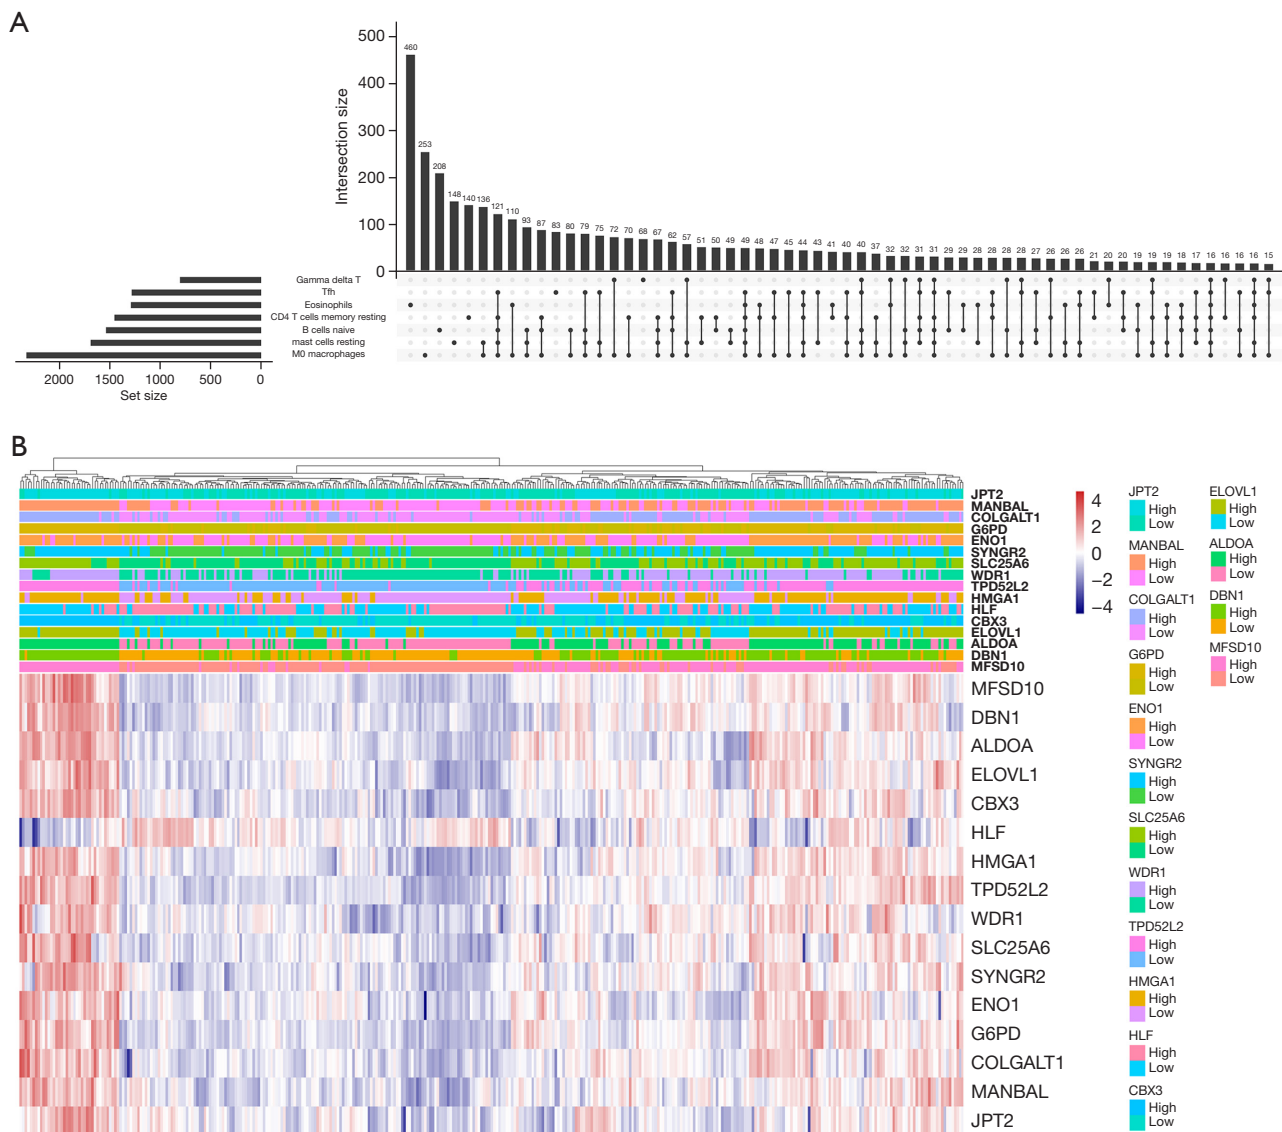 A
Intersection size
500
400
300
200
100
0
460
253
208
148
140
136
121
110
93
87
83
80
79
75
72
70
68
67
62
57
51
50
49
49
48
47
45
44
43
41
40
40
37
32
32
31
31
29
29
28
28
28
27
26
26
26
21
20
20
19
19
19
18
17
16
16
16
16
15
Gamma delta T
Tfh
Eosinophils
CD4 T cells memory resting
B cells naive
mast cells resting
M0 macrophages
2000 1500 1000 500 0
Set size
B
JPT2
MANBAL
COLGALT1
G6PD
ENO1
SYNGR2
SLC25A6
WDR1
TPD52L2
HMGA1
HLF
CBX3
ELOVL1
ALDOA
DBN1
MFSD10
MFSD10
DBN1
ALDOA
ELOVL1
CBX3
HLF
HMGA1
TPD52L2
WDR1
SLC25A6
SYNGR2
ENO1
G6PD
COLGALT1
MANBAL
JPT2
4
2
0
−2
−4
JPT2
High
Low
MANBAL
High
Low
COLGALT1
High
Low
G6PD
High
Low
ENO1
High
Low
SYNGR2
High
Low
SLC25A6
High
Low
WDR1
High
Low
TPD52L2
High
Low
HMGA1
High
Low
HLF
High
Low
CBX3
High
Low
ELOVL1
High
Low
ALDOA
High
Low
DBN1
High
Low
MFSD10
High
Low